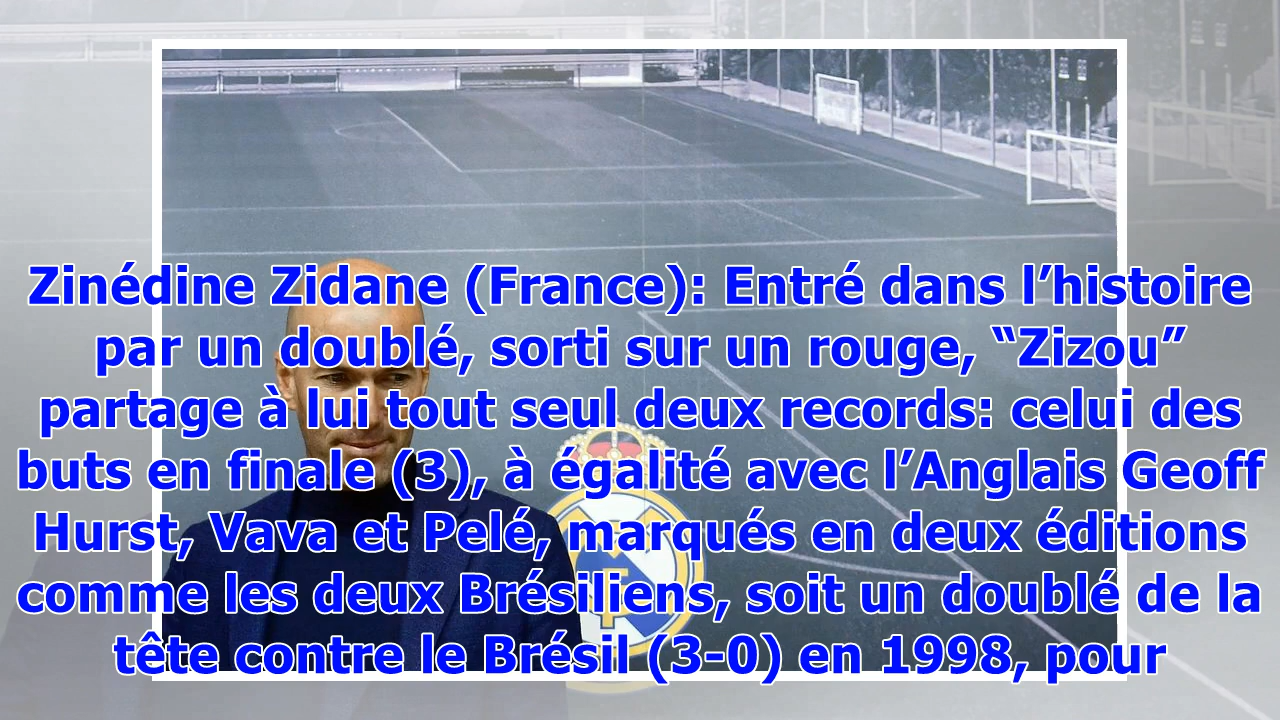 Zinédine Zidane (France): Entré dans l’histoire
par un doublé, sorti sur un rouge, “Zizou”
partage à lui tout seul deux records: celui des
buts en finale (3), à égalité avec l’Anglais Geoff
Hurst, Vava et Pelé, marqués en deux éditions
comme les deux Brésiliens, soit un doublé de la
tête contre le Brésil (3-0) en 1998, pour